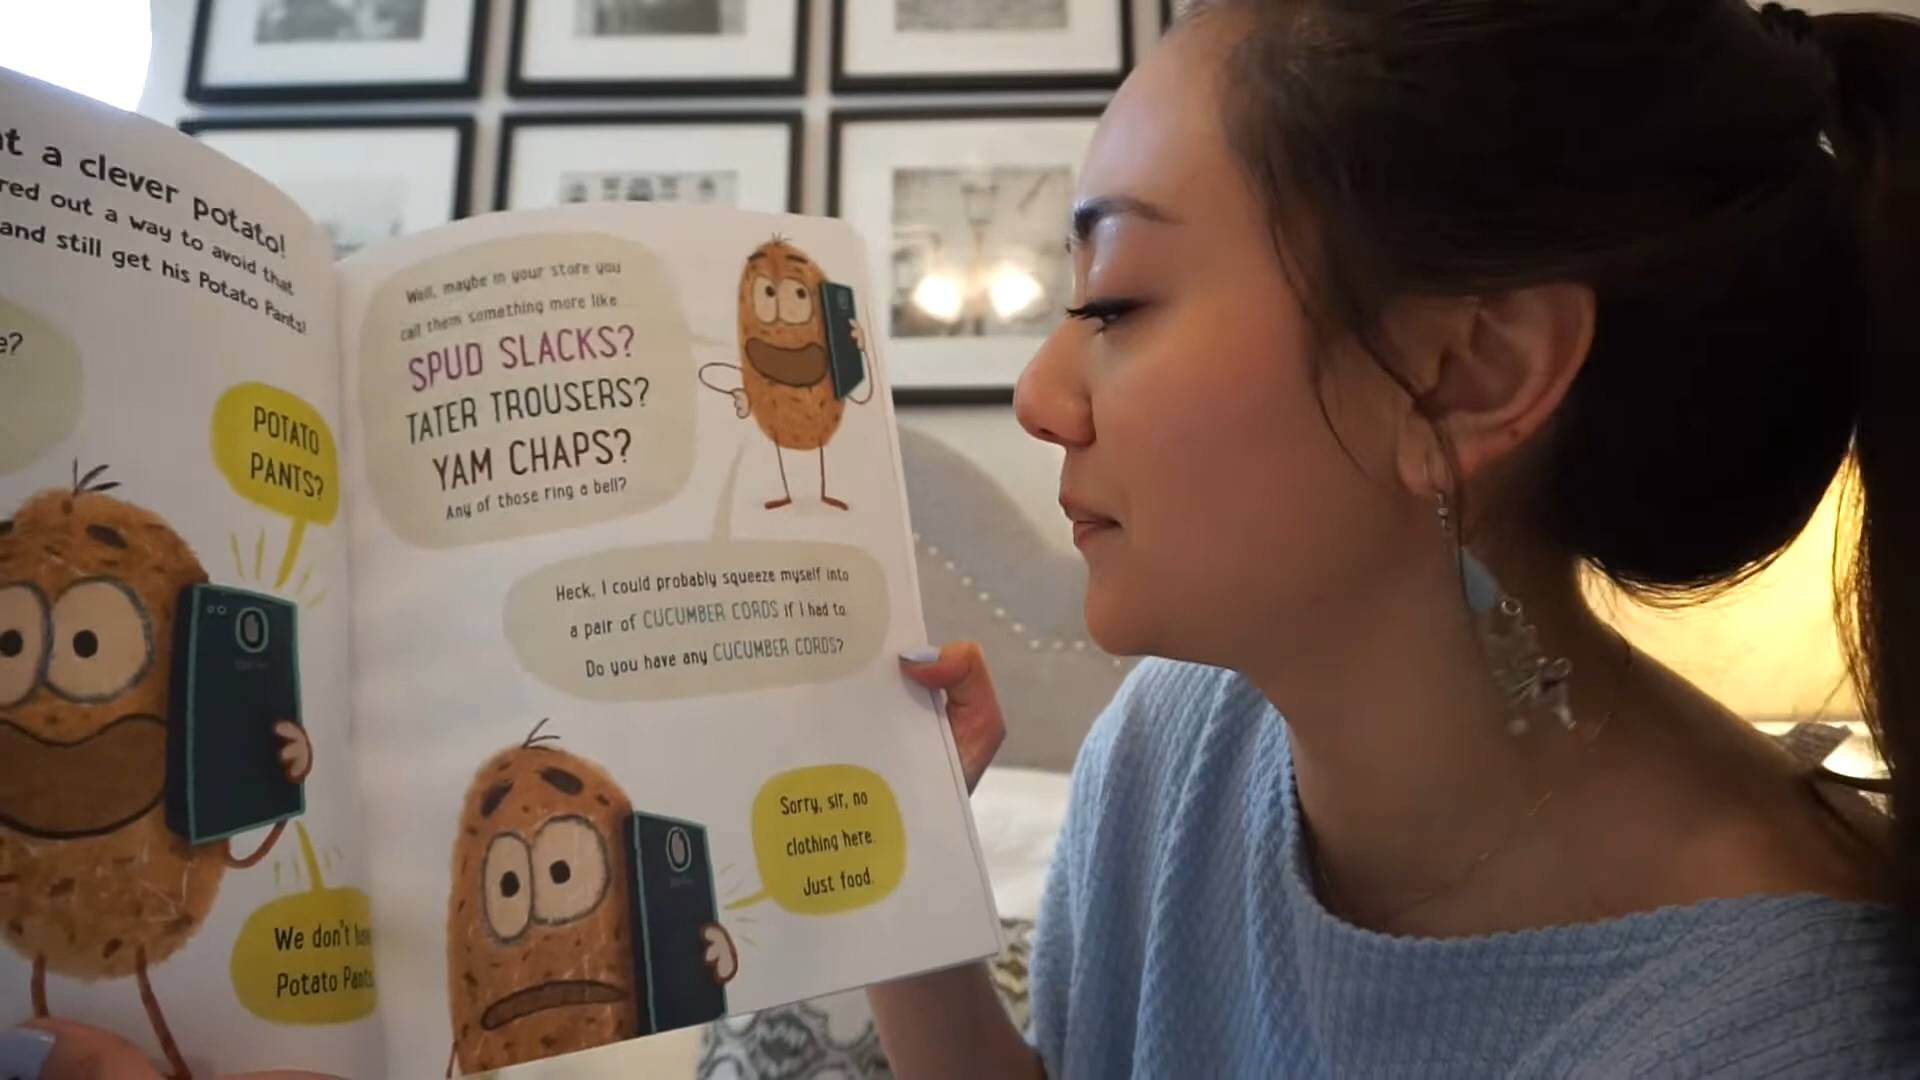 a clever potato!
out a way to avoid that
and still get his Potato Pants!
POTATO
PANTS?
We don't
Potato Pants
Well, maybe in your store you
call them something more like
SPUD SLACKS?
TATER TROUSERS?
YAM CHAPS?
Any of those ring a bell?
Heck, I could probably squeeze myself into
a pair of CUCUMBER CORDS if I had to.
Do you have any CUCUMBER CORDS?
Sorry, sir, no
clothing here.
Just food.